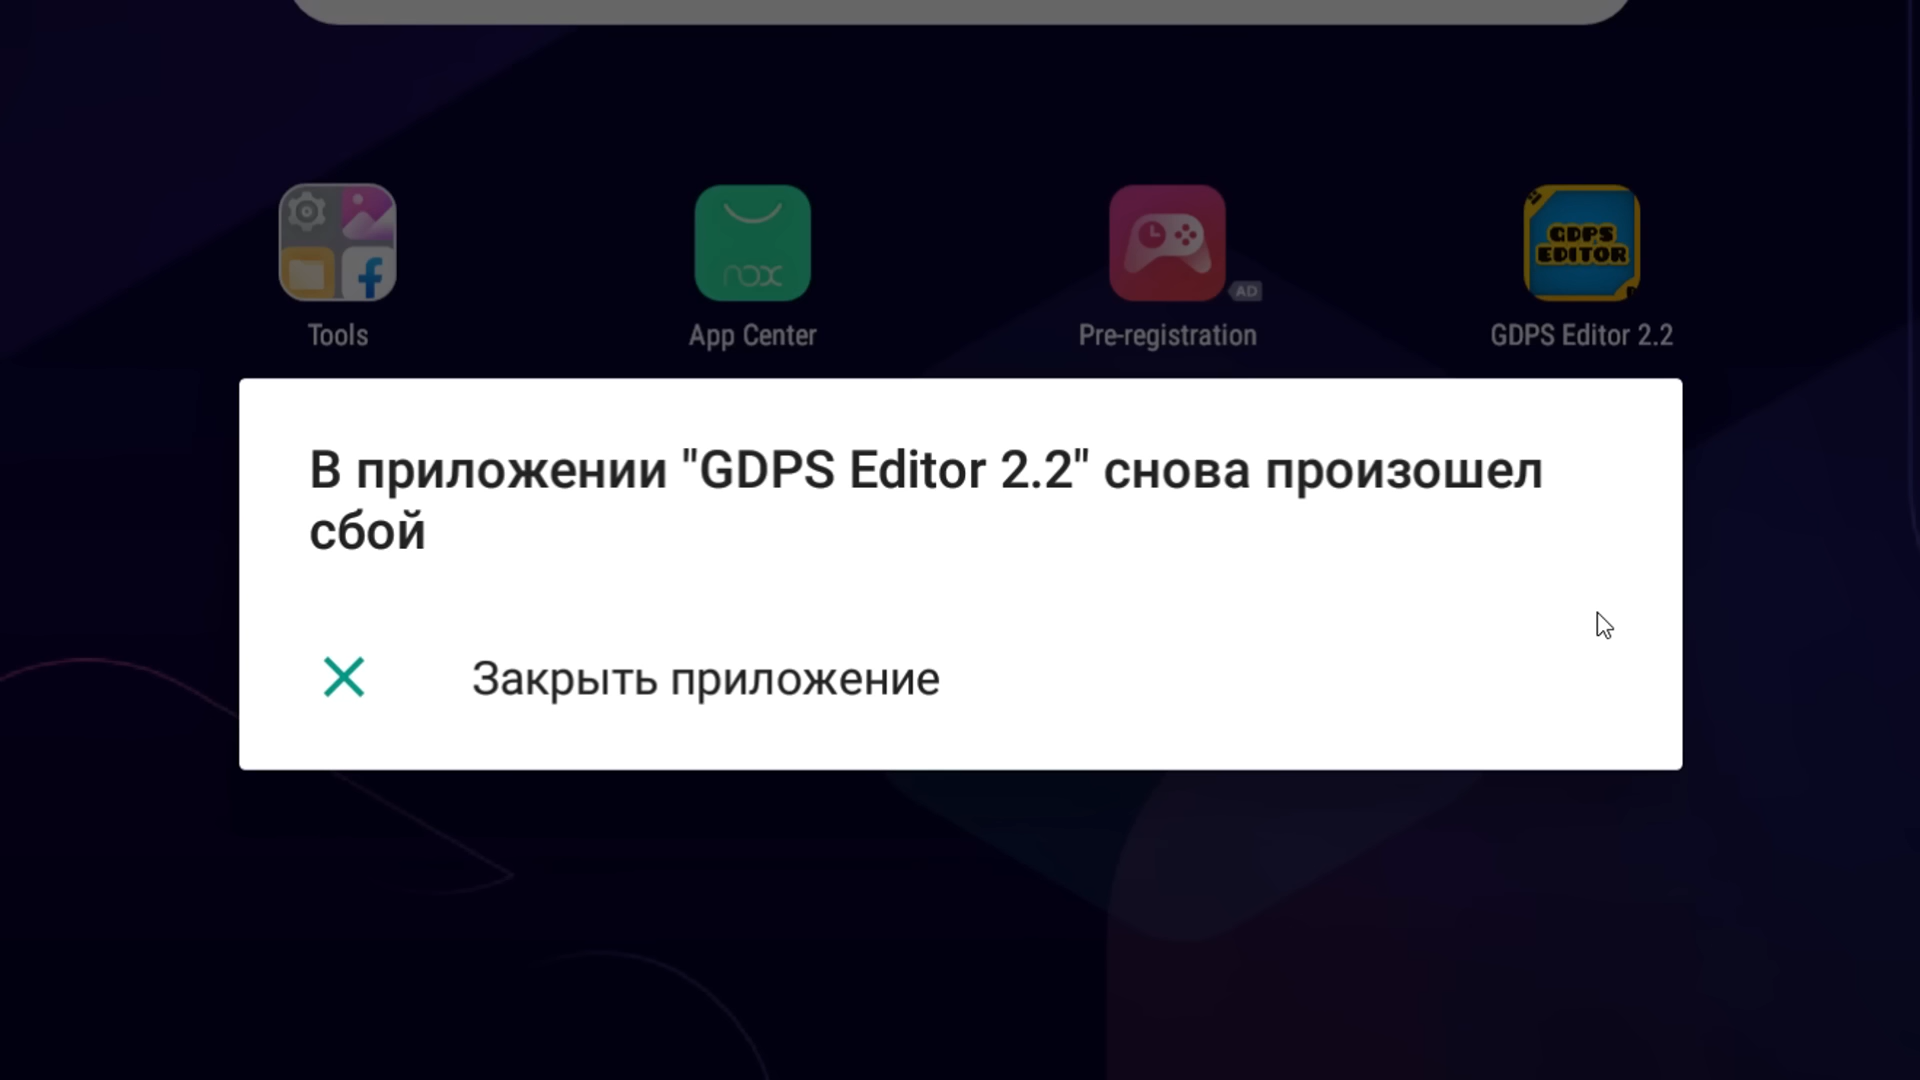 nox
AD
GDPS
EDITOR
Tools
App Center
Pre-registration
GDPS Editor 2.2
В приложении "GDPS Editor 2.2" снова произошел
сбой
Закрыть приложение